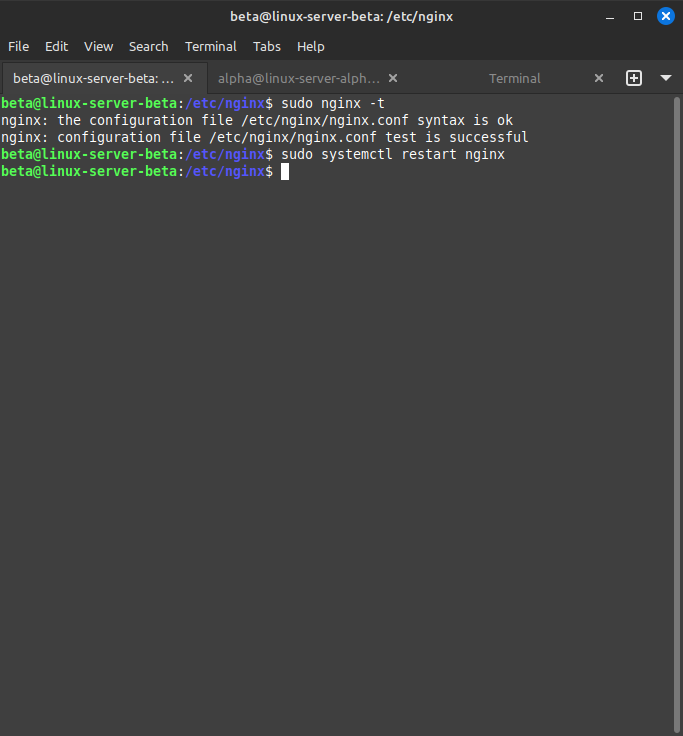 beta@linux-server-beta: /etc/nginx
File Edit View Search Terminal Tabs Help
beta@linux-server-beta: ... alpha@linux-server-alph... Terminal
beta@linux-server-beta:/etc/nginx$ sudo nginx -t
nginx: the configuration file /etc/nginx/nginx.conf syntax is ok
nginx: configuration file /etc/nginx/nginx.conf test is successful
beta@linux-server-beta:/etc/nginx$ sudo systemctl restart nginx
beta@linux-server-beta:/etc/nginx$